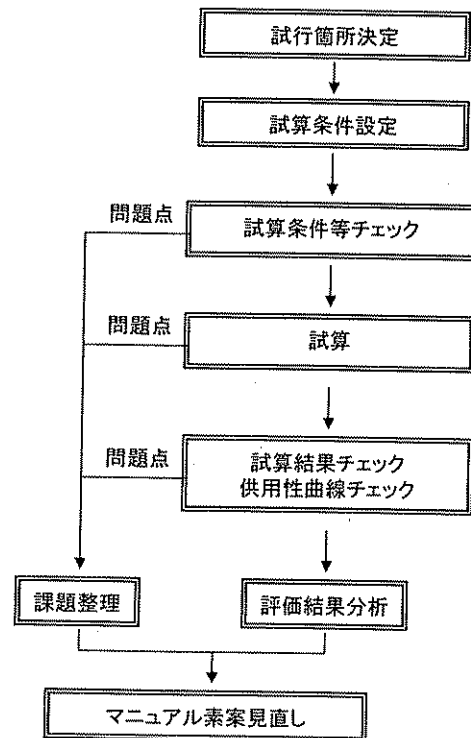 試行箇所決定
試算条件設定
問題点
試算条件等チェック
問題点
試算
問題点
試算結果チェック
供用性曲線チェック
課題整理
評価結果分析
マニュアル素案見直し